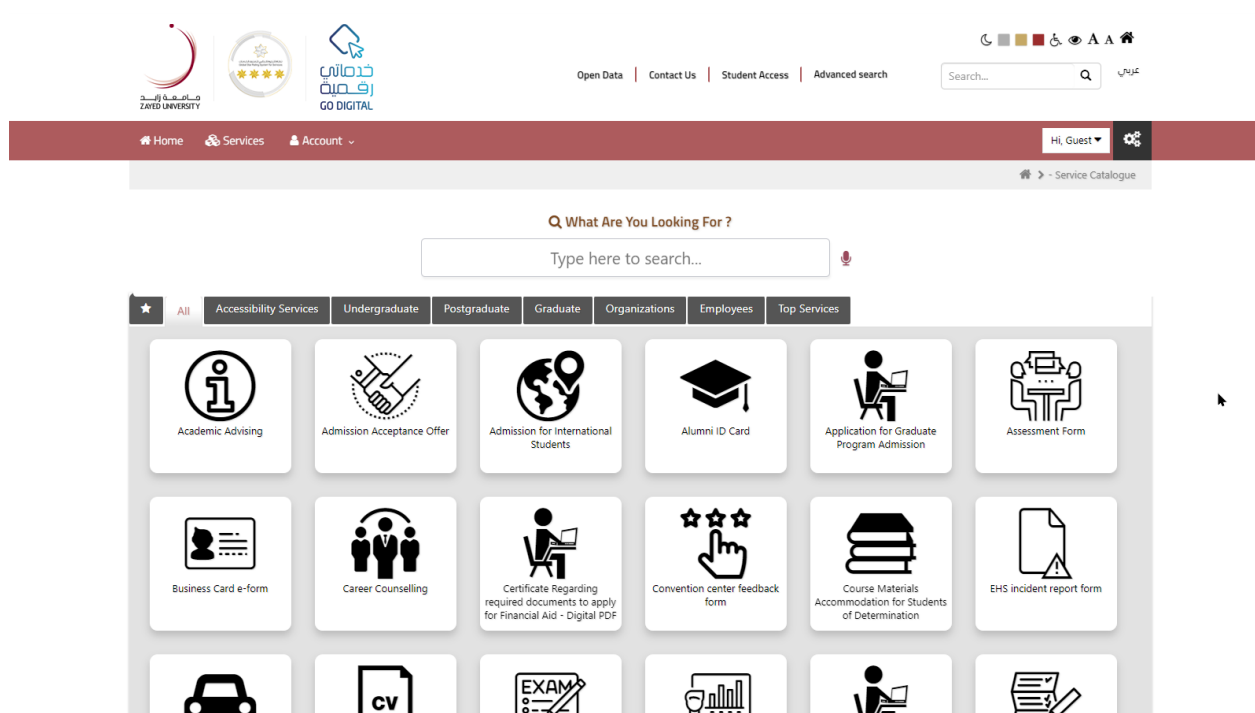 جـامـعـة زايــد
ZAYED UNIVERSITY
خدماتي
رقـمـيـة
GO DIGITAL
A A
Open Data
Contact Us
Student Access
Advanced search
Search...
عربي
Home
Services
Account
Hi, Guest
- Service Catalogue
What Are You Looking For ?
Type here to search...
All
Accessibility Services
Undergraduate
Postgraduate
Graduate
Organizations
Employees
Top Services
Academic Advising
Admission Acceptance Offer
Admission for International
Students
Alumni ID Card
Application for Graduate
Program Admission
Assessment Form
Business Card e-form
Career Counselling
Certificate Regarding
required documents to apply
for Financial Aid - Digital PDF
Convention center feedback
form
Course Materials
Accommodation for Students
of Determination
EHS incident report form
CV
EXAM